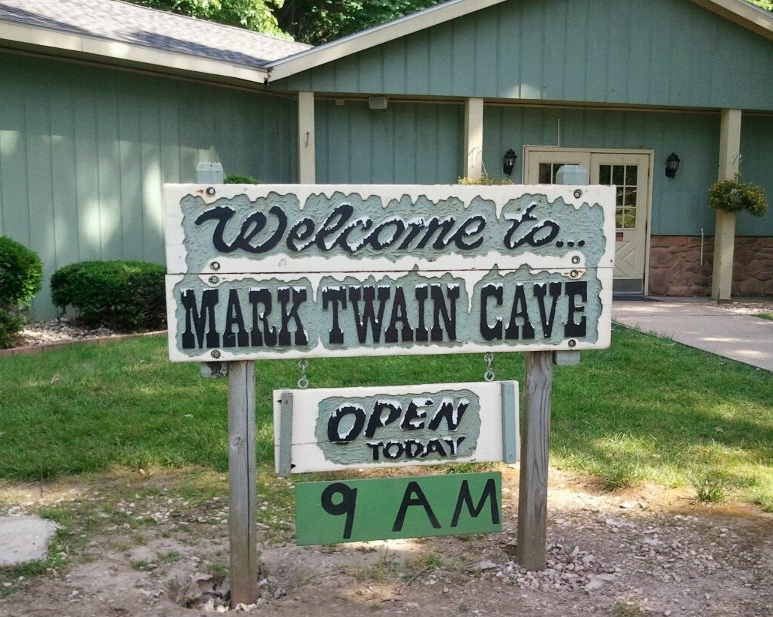 Welcome to...
MARK TWAIN CAVE
OPEN
TODAY
9 AM